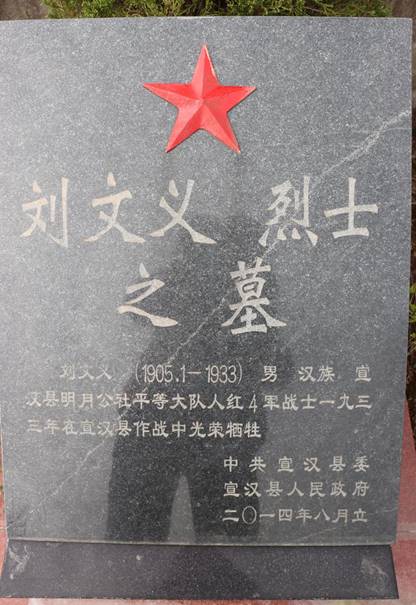 刘文义 烈士
之墓
刘文义 (1905.1—1933) 男 汉族 宣
汉县明月公社平等大队人红4军战士一九三
三年在宣汉县作战中光荣牺牲
中共宣汉县委
宣汉县人民政府
二〇一四年八月立